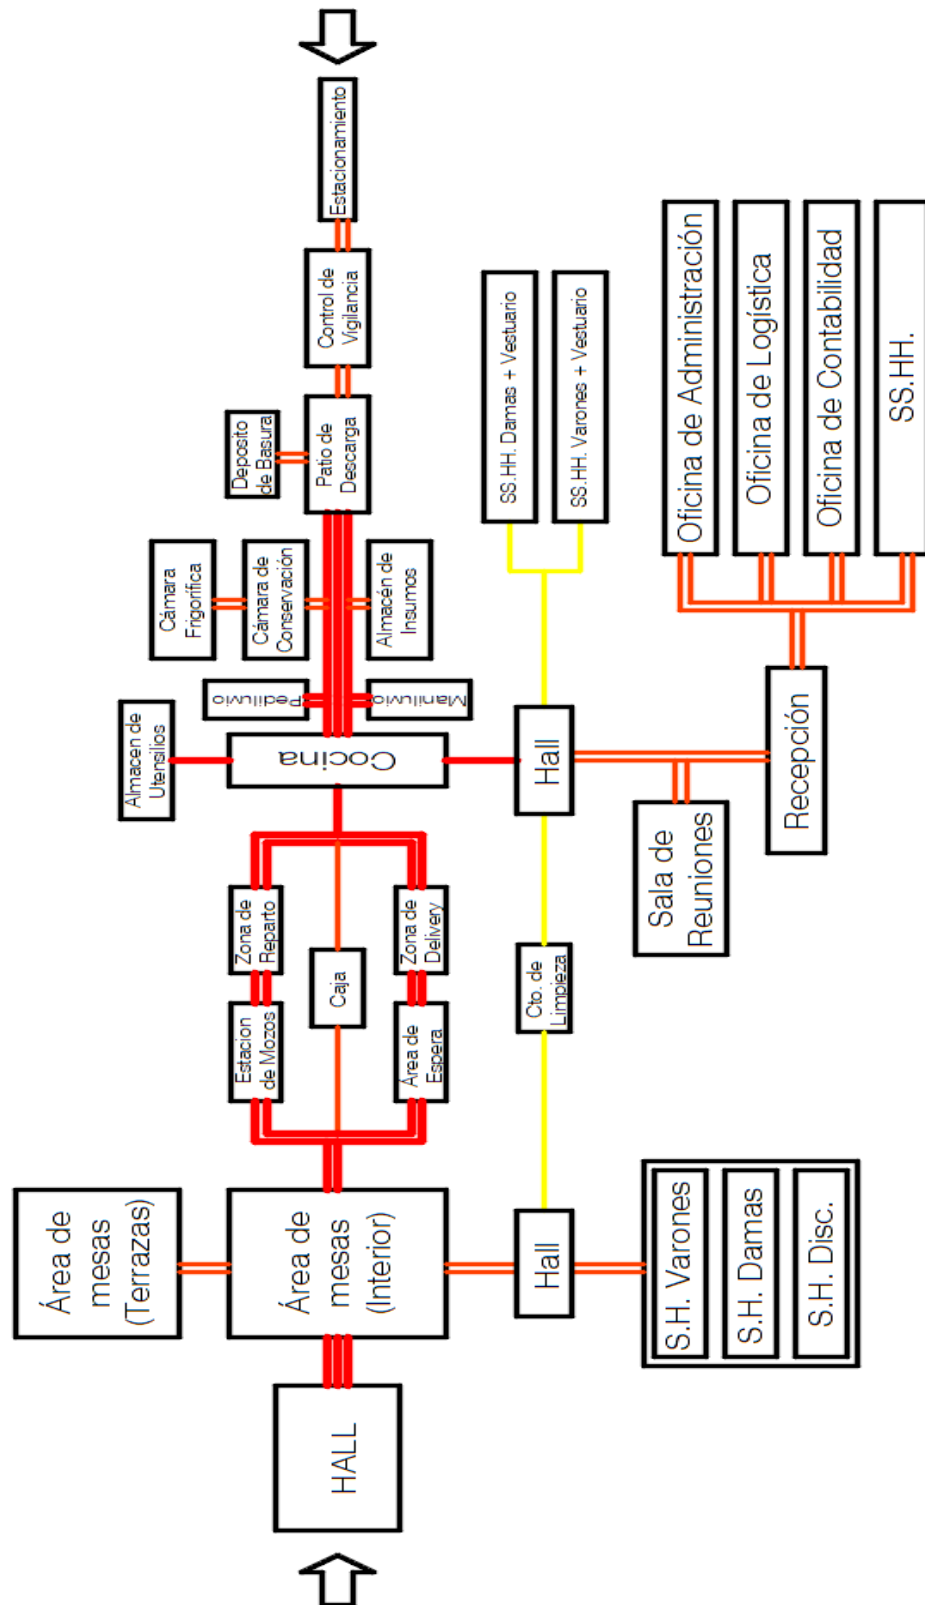 HALL
Área de
mesas
(Terrazas)
Área de
mesas
(Interior)
Hall
S.H. Varones
S.H. Damas
S.H. Disc.
Estacion
de Mozos
Zona de
Reparto
Caja
Área de
Espera
Zona de
Delivery
Cto. de
Limpieza
Almacen de
Utensilios
Cocina
Hall
Sala de
Reuniones
Recepción
Pediluvio
Maniluvio
Cámara
Frigorífica
Cámara de
Conservación
Almacén de
Insumos
Deposito
de Basura
Patio de
Descarga
Control de
Vigilancia
Estacionamiento
SS.HH. Damas + Vestuario
SS.HH. Varones + Vestuario
Oficina de Administración
Oficina de Logística
Oficina de Contabilidad
SS.HH.